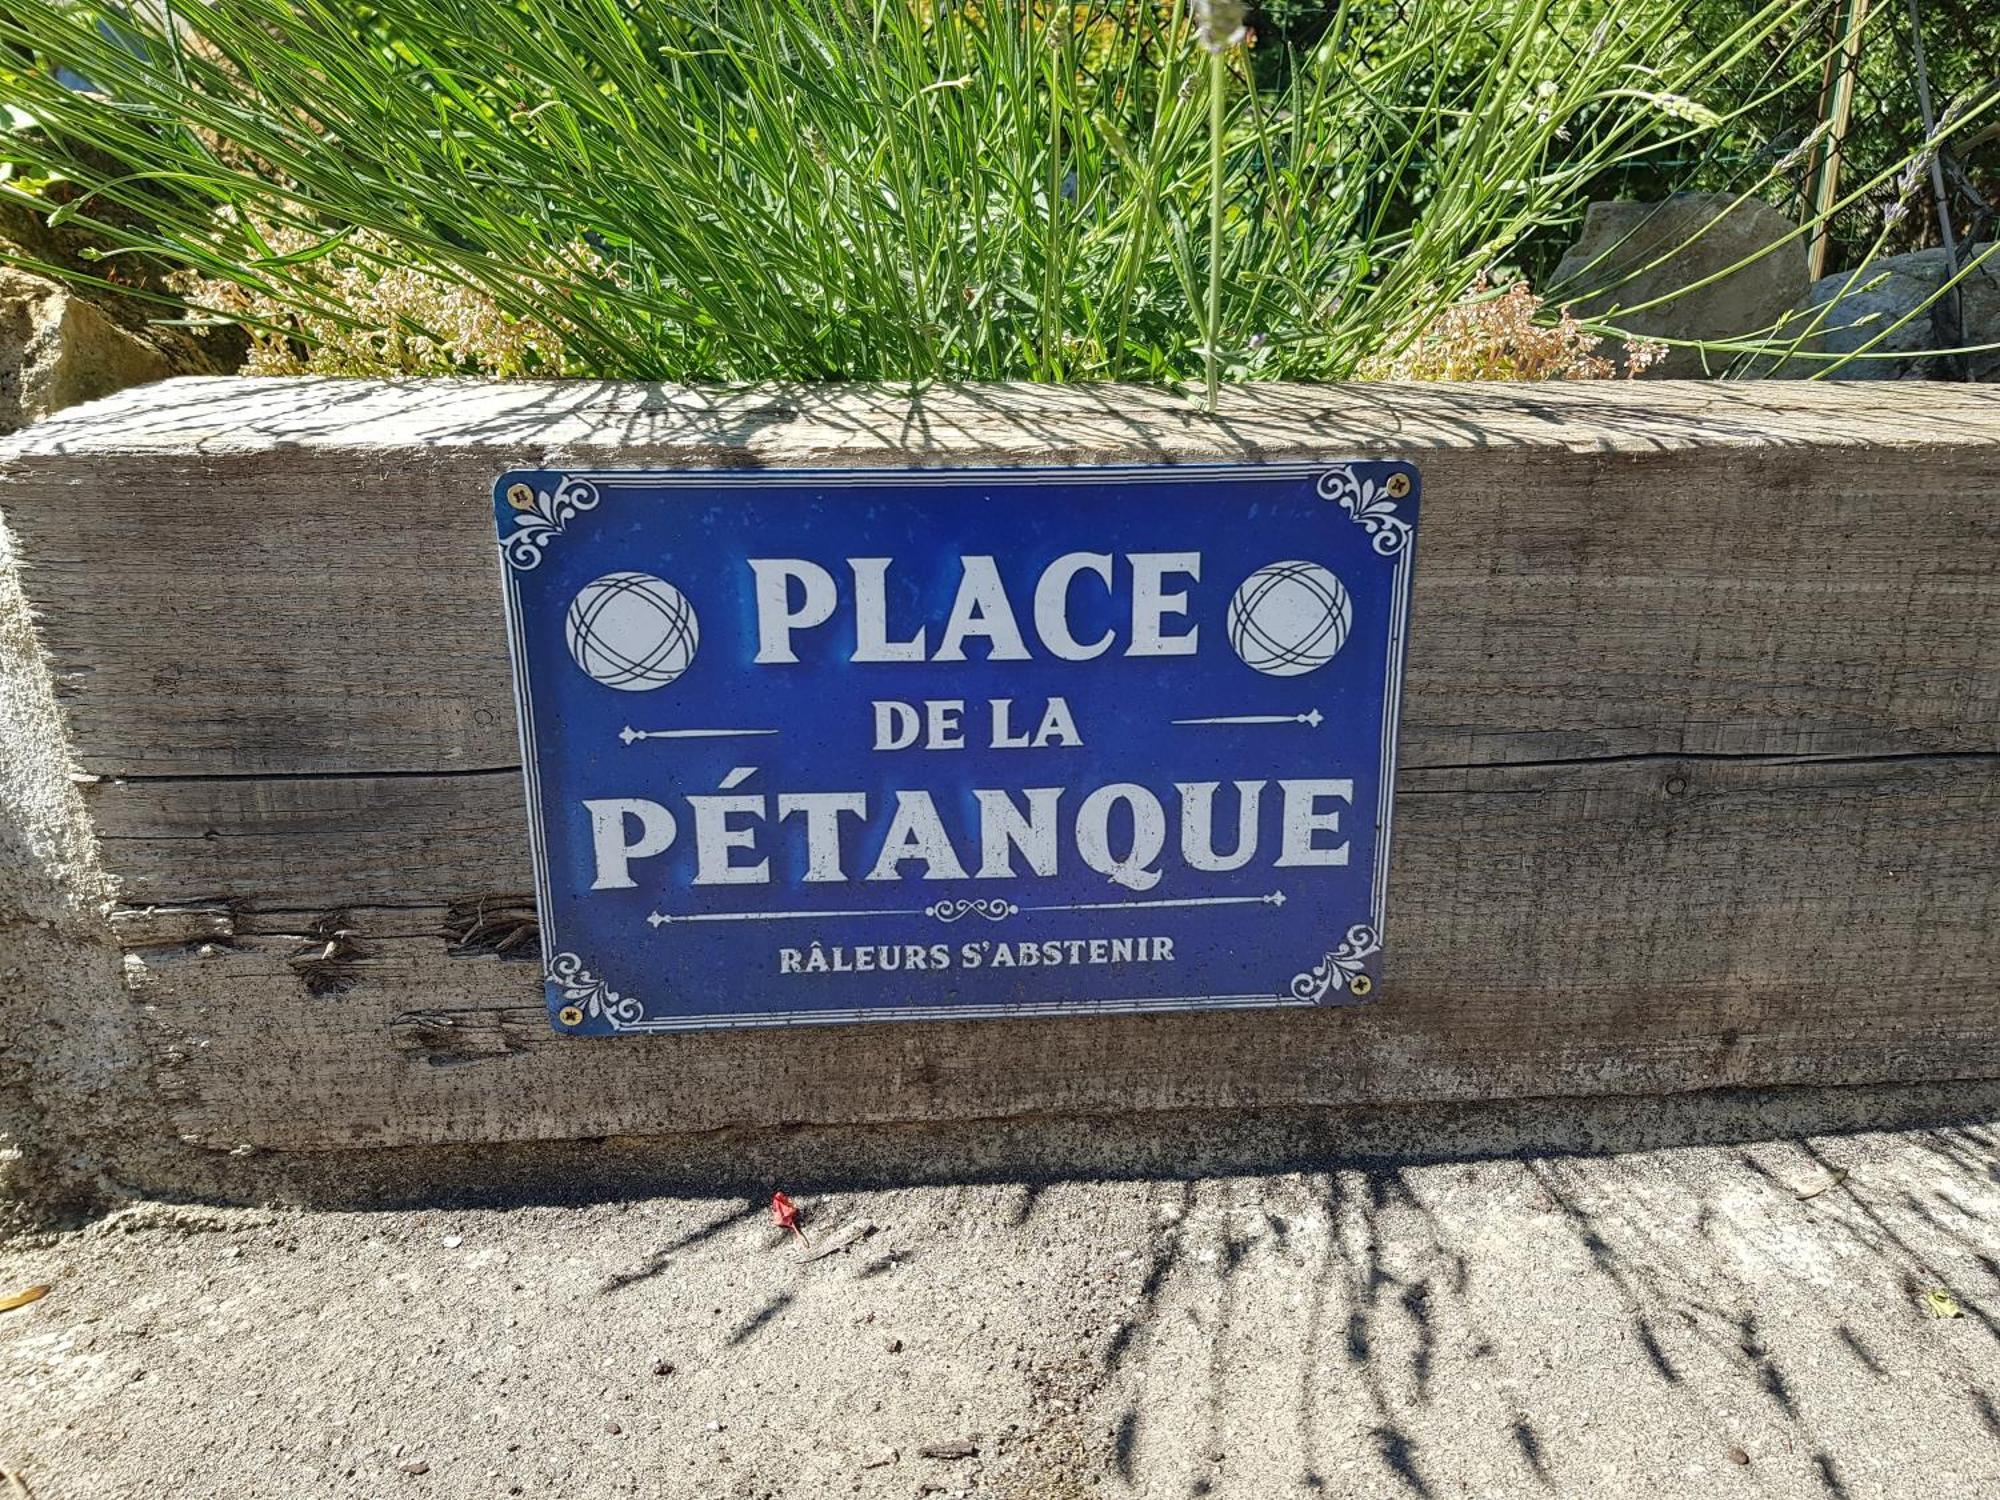 PLACE
DE LA
PÉTANQUE
RÂLEURS S'ABSTENIR